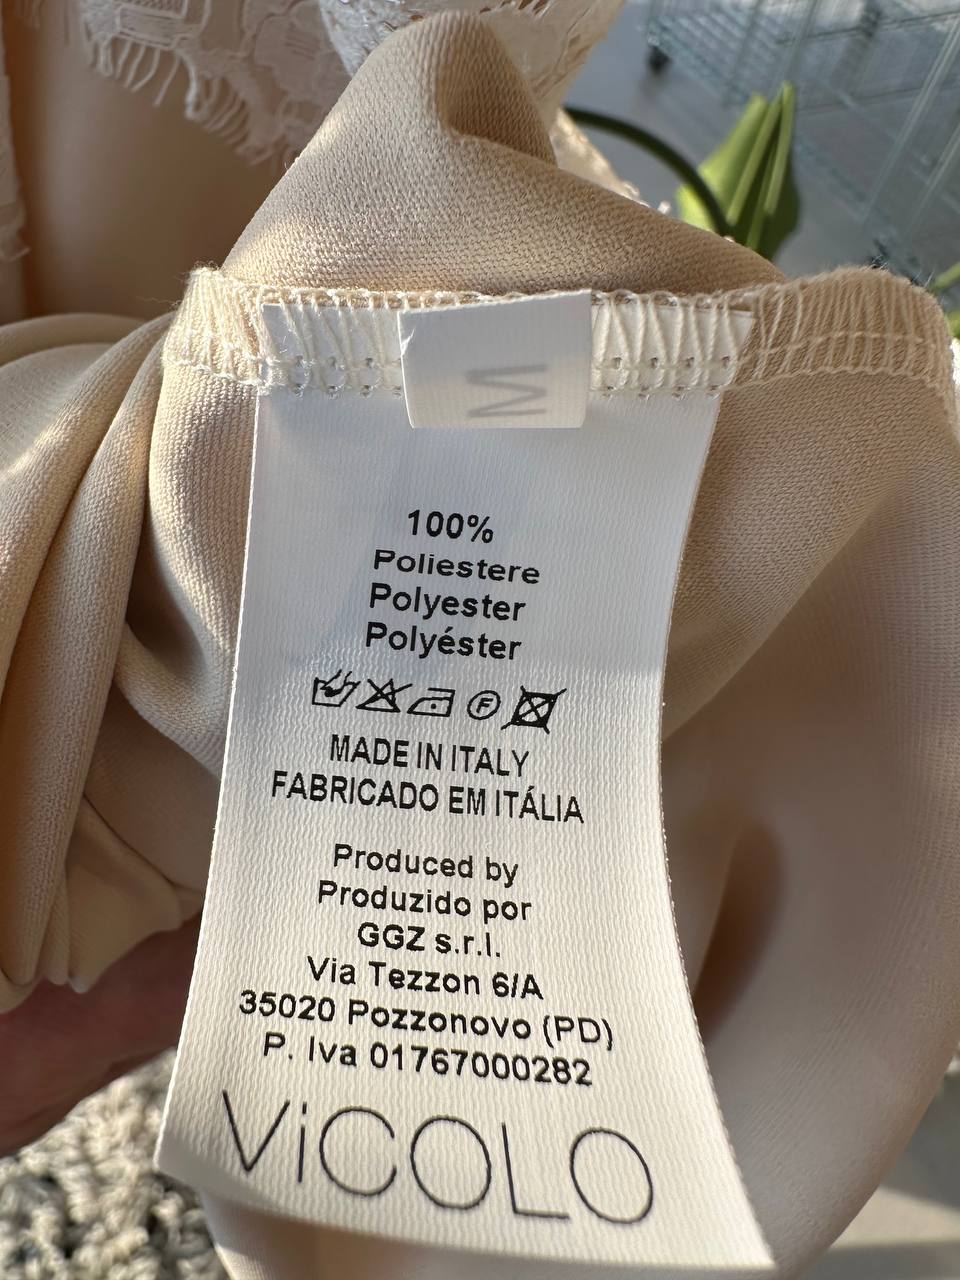 M
100%
Poliestere
Polyester
Polyéster
F
MADE IN ITALY
FABRICADO EM ITÁLIA
Produced by
Produzido por
GGZ s.r.l.
Via Tezzon 6/A
35020 Pozzonovo (PD)
P. Iva 01767000282
ViCOLO